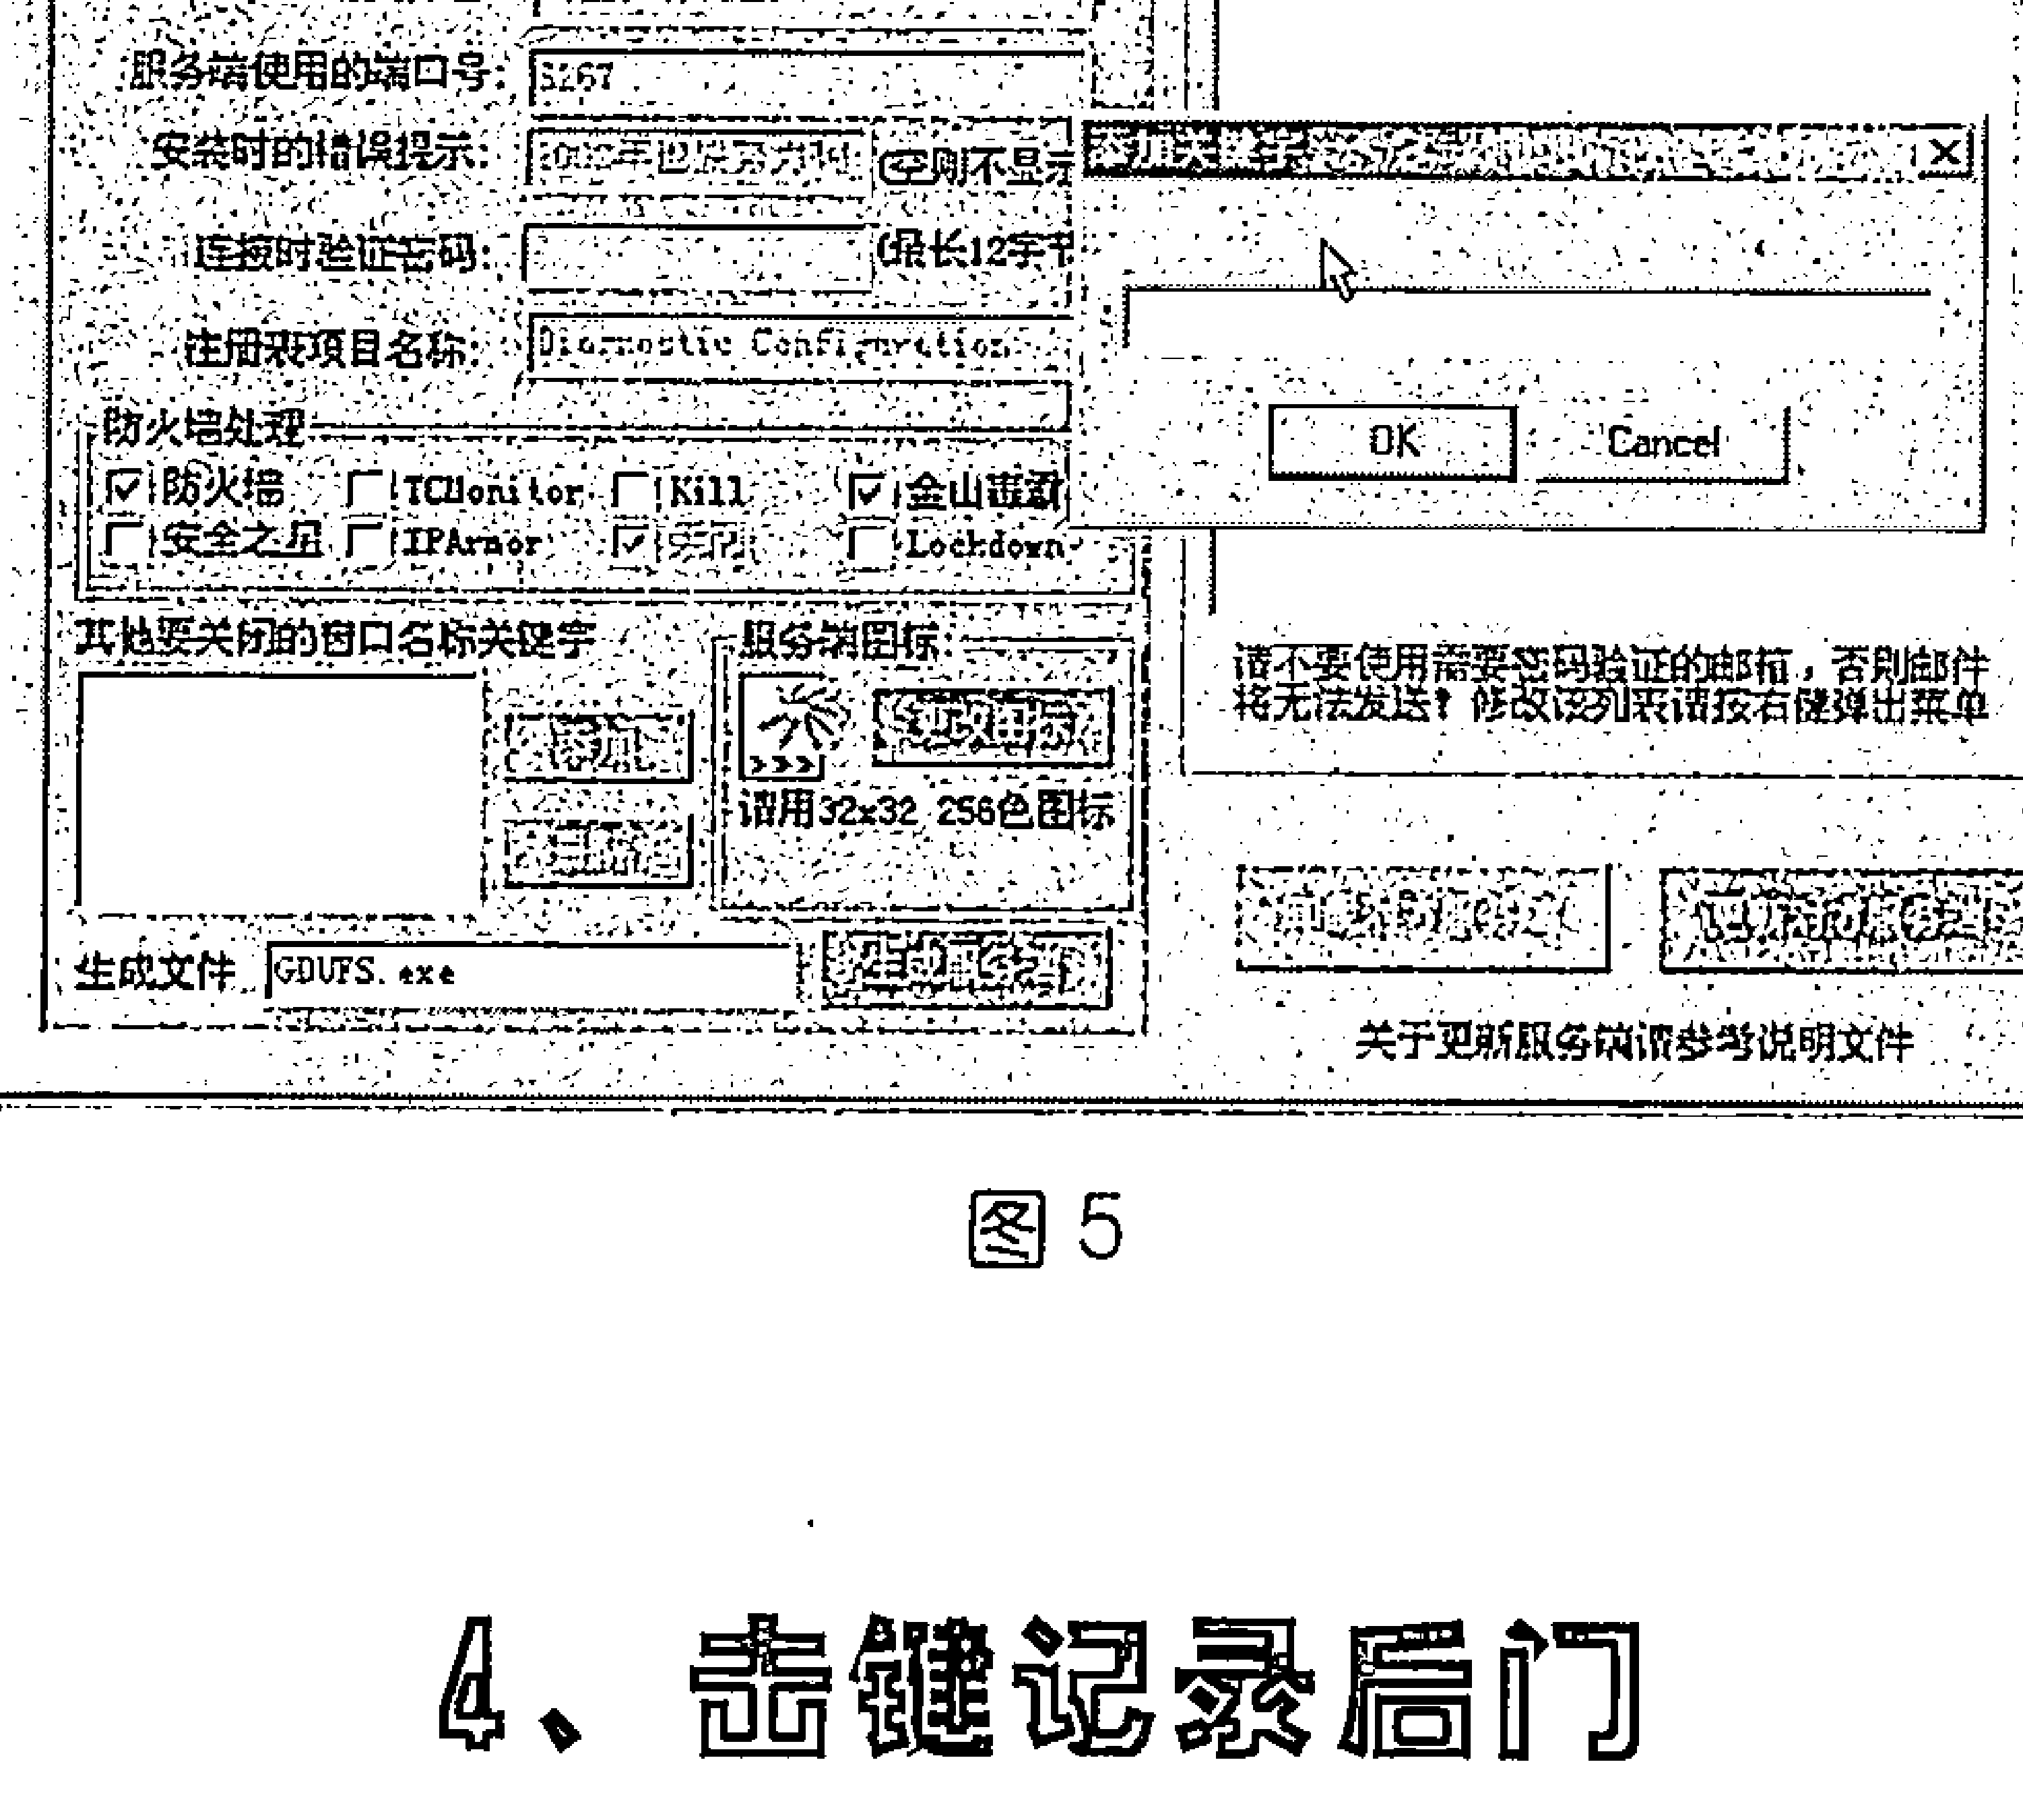 服务端使用的端口号: 5267
安装时的错误提示: (空则不显示
连接时验证密码: (最长12字节
注册表项目名称: Diagnostic Configuration
防火墙处理
防火墙 TCMonitor Kill 金山毒霸
安全之星 IPArmor Lockdown
OK Cancel
其他要关闭的窗口名称关键字
服务端图标
更改图标
请用32x32 256色图标
生成文件 GDUFS.exe
请不要使用需要密码验证的邮箱，否则邮件
将无法发送！修改该列表请按右键弹出菜单
关于更新服务端请参考说明文件
图 5
4、击键记录后门